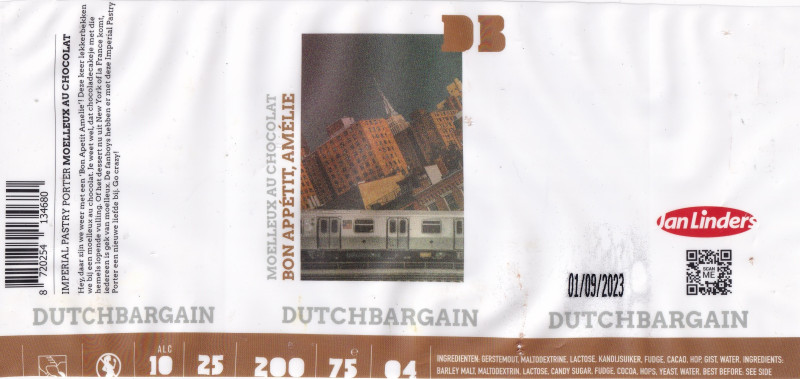 IMPERIAL PASTRY PORTER MOELLEUX AU CHOCOLAT
Hey, daar zijn we weer met een "Bon Apetit Amelie"! Deze keer lekkerbekken
we bij een moelleux au chocolat. Je weet wel, dat chocoladecakeje met die
hemels lopende vulling. Of het dessert nu uit New York of la France komt,
iedereen is gek van moelleux. De fanboys hebben er met deze Imperial Pastry
Porter een nieuwe liefde bij. Go crazy!
8 720254 134680
DUTCHBARGAIN
MOELLEUX AU CHOCOLAT
BON APPÉTIT, AMÉLIE
DB
DUTCHBARGAIN
Jan Linders
SCAN
ME
01/09/2023
DUTCHBARGAIN
ALC
10
25
200
75
04
INGREDIENTEN: GERSTEMOUT, MALTODEXTRINE, LACTOSE, KANDIJSUIKER, FUDGE, CACAO, HOP, GIST, WATER. INGREDIENTS:
BARLEY MALT, MALTODEXTRIN, LACTOSE, CANDY SUGAR, FUDGE, COCOA, HOPS, YEAST, WATER. BEST BEFORE: SEE SIDE